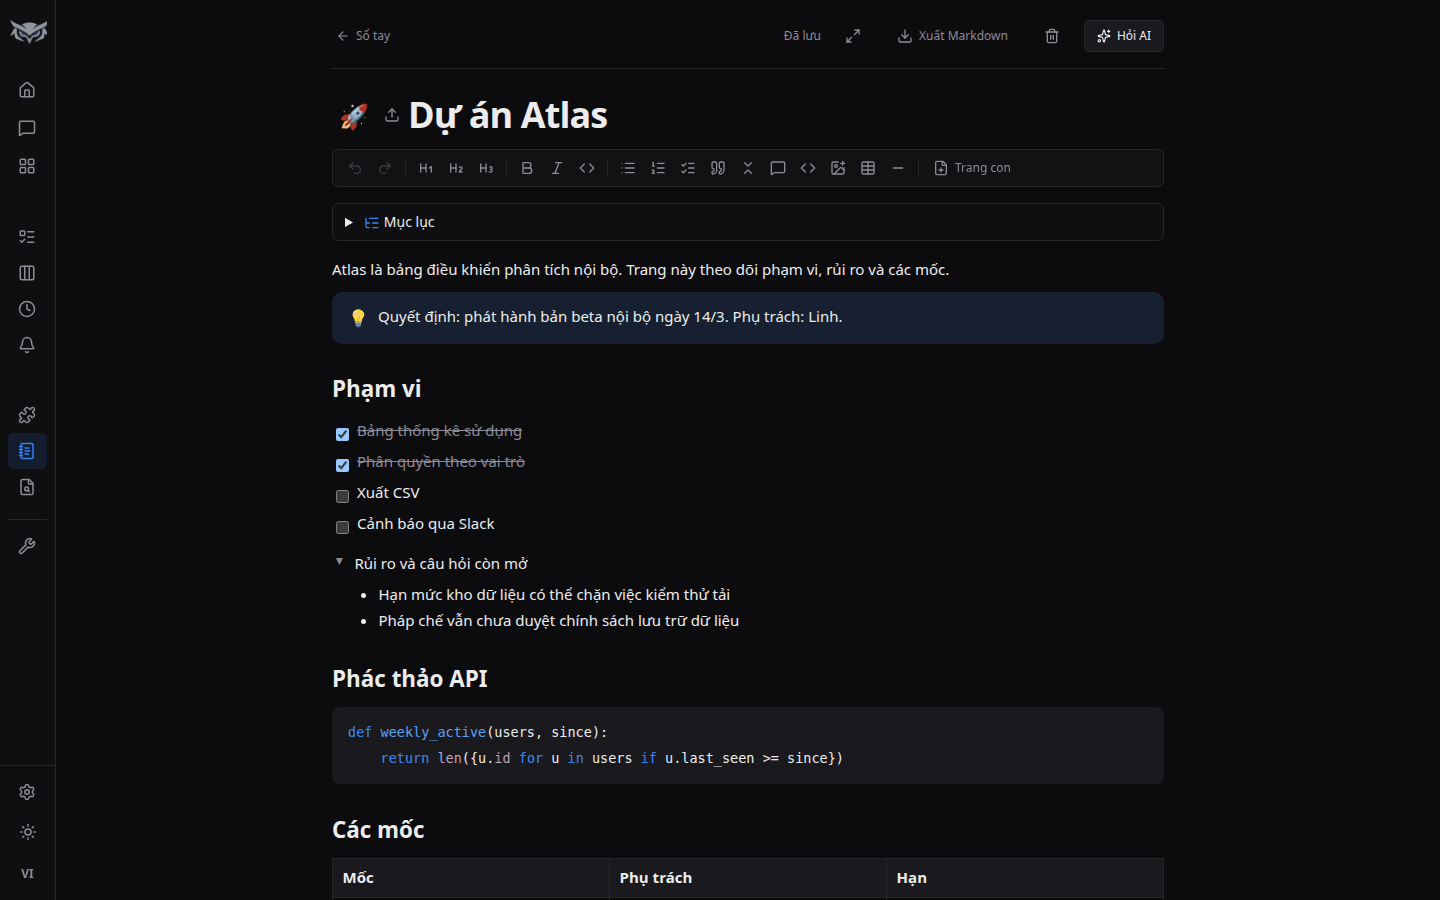 Sổ tay
Đã lưu
Xuất Markdown
Hỏi AI
Dự án Atlas
H1 H2 H3
Trang con
Mục lục
Atlas là bảng điều khiển phân tích nội bộ. Trang này theo dõi phạm vi, rủi ro và các mốc.
Quyết định: phát hành bản beta nội bộ ngày 14/3. Phụ trách: Linh.
Phạm vi
Bảng thống kê sử dụng
Phân quyền theo vai trò
Xuất CSV
Cảnh báo qua Slack
Rủi ro và câu hỏi còn mở
Hạn mức kho dữ liệu có thể chặn việc kiểm thử tải
Pháp chế vẫn chưa duyệt chính sách lưu trữ dữ liệu
Phác thảo API
def weekly_active(users, since):
    return len({u.id for u in users if u.last_seen >= since})
Các mốc
Mốc Phụ trách Hạn
VI